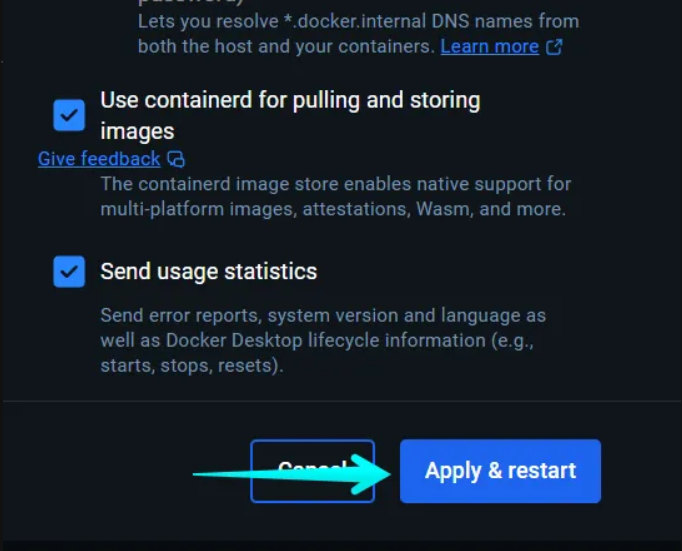 password)
Lets you resolve *.docker.internal DNS names from
both the host and your containers. Learn more
Use containerd for pulling and storing
images
Give feedback
The containerd image store enables native support for
multi-platform images, attestations, Wasm, and more.
Send usage statistics
Send error reports, system version and language as
well as Docker Desktop lifecycle information (e.g.,
starts, stops, resets).
Cancel Apply & restart